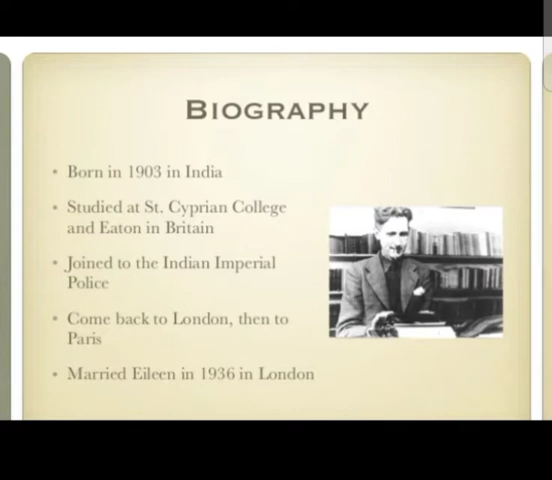 BIOGRAPHY
• Born in 1903 in India
• Studied at St. Cyprian College
and Eaton in Britain
• Joined to the Indian Imperial
Police
• Come back to London, then to
Paris
• Married Eileen in 1936 in London